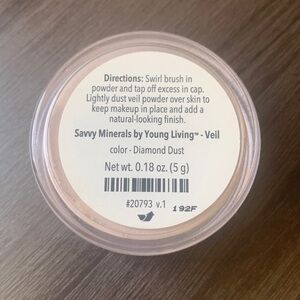 Directions: Swirl brush in
powder and tap off excess in cap.
Lightly dust veil powder over skin to
keep makeup in place and add a
natural-looking finish.
Savvy Minerals by Young Living™ - Veil
color - Diamond Dust
Net wt. 0.18 oz. (5 g)
#20793 v.1
192F